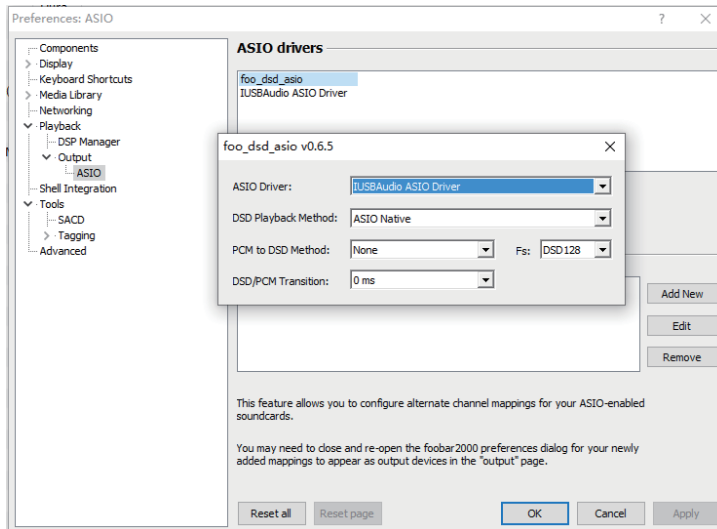 Preferences: ASIO
?
Components
Display
Keyboard Shortcuts
Media Library
Networking
Playback
DSP Manager
Output
ASIO
Shell Integration
Tools
SACD
Tagging
Advanced
ASIO drivers
foo_dsd_asio
IUSBAudio ASIO Driver
foo_dsd_asio v0.6.5
ASIO Driver: IUSBAudio ASIO Driver
DSD Playback Method: ASIO Native
PCM to DSD Method: None Fs: DSD128
DSD/PCM Transition: 0 ms
Add New
Edit
Remove
This feature allows you to configure alternate channel mappings for your ASIO-enabled
soundcards.
You may need to close and re-open the foobar2000 preferences dialog for your newly
added mappings to appear as output devices in the "output" page.
Reset all Reset page OK Cancel Apply